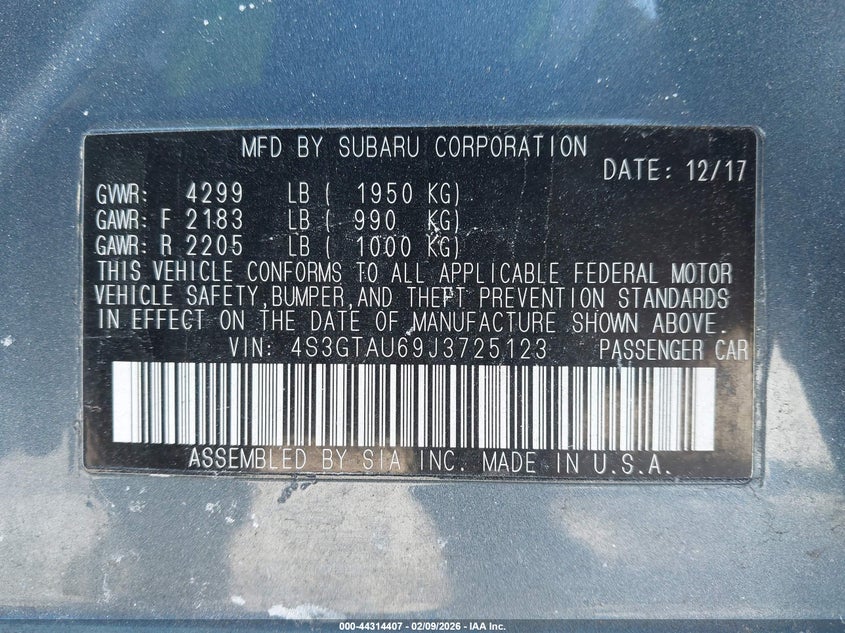 MFD BY SUBARU CORPORATION
DATE: 12/17
GVWR: 4299 LB ( 1950 KG)
GAWR: F 2183 LB ( 990 KG)
GAWR: R 2205 LB ( 1000 KG)
THIS VEHICLE CONFORMS TO ALL APPLICABLE FEDERAL MOTOR
VEHICLE SAFETY,BUMPER,AND THEFT PREVENTION STANDARDS
IN EFFECT ON THE DATE OF MANUFACTURE SHOWN ABOVE.
VIN: 4S3GTAU69J3725123 PASSENGER CAR
ASSEMBLED BY SIA INC. MADE IN U.S.A.
000-44314407 - 02/09/2026 - IAA Inc.